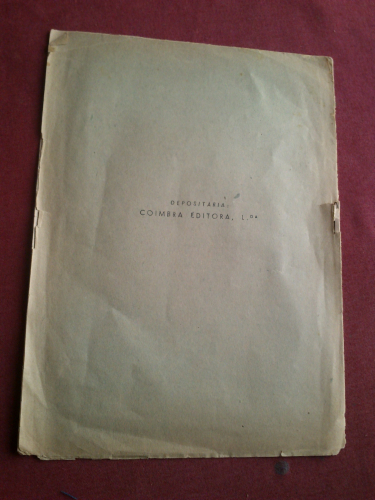 DEPOSITÁRIA:
COIMBRA EDITORA, L.DA